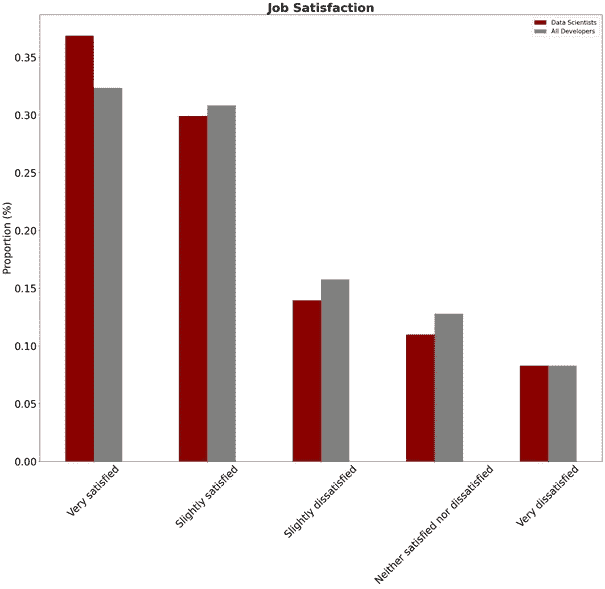 Job Satisfaction
Data Scientists
All Developers
Proportion (%)
0.35
0.30
0.25
0.20
0.15
0.10
0.05
0.00
Very satisfied
Slightly satisfied
Slightly dissatisfied
Neither satisfied nor dissatisfied
Very dissatisfied